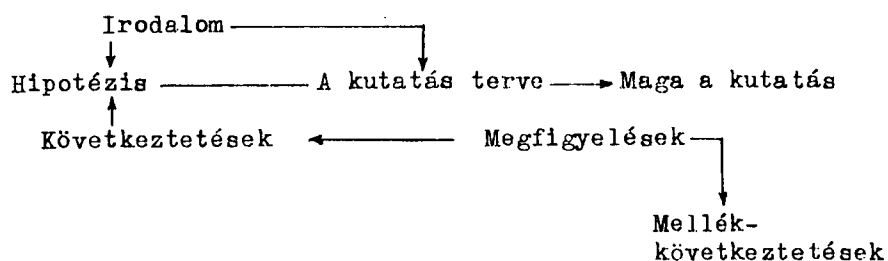 Irodalom
Hipotézis A kutatás terve Maga a kutatás
Következtetések Megfigyelések
Mellék-
következtetések